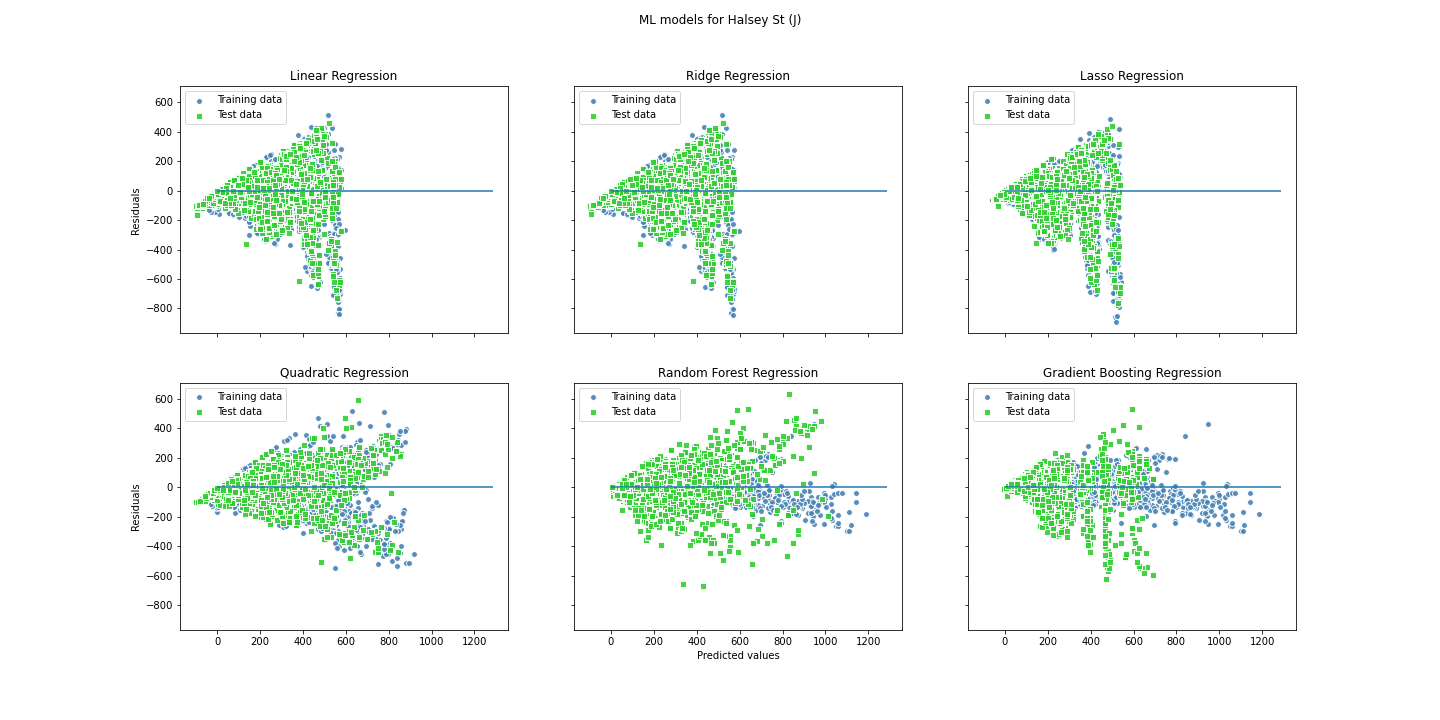 ML models for Halsey St (J)
Linear Regression
Ridge Regression
Lasso Regression
Training data
Test data
Training data
Test data
Training data
Test data
600
400
200
0
−200
−400
−600
−800
Residuals
Quadratic Regression
Random Forest Regression
Gradient Boosting Regression
Training data
Test data
Training data
Test data
Training data
Test data
600
400
200
0
−200
−400
−600
−800
Residuals
0 200 400 600 800 1000 1200
0 200 400 600 800 1000 1200
0 200 400 600 800 1000 1200
Predicted values